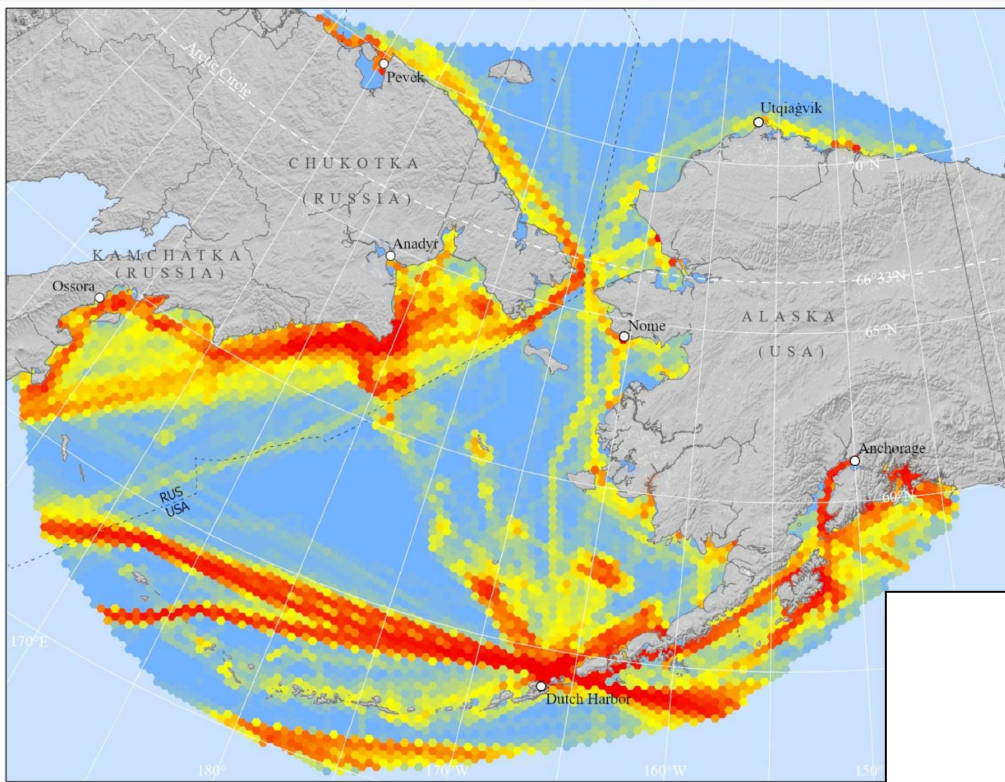 Arctic Circle
Pevek
Utqiaġvik
70°N
CHUKOTKA
(RUSSIA)
Anadyr
KAMCHATKA
(RUSSIA)
Ossora
66°33'N
ALASKA
(USA)
65°N
Nome
Anchorage
60°N
RUS
USA
170°E
Dutch Harbor
180°
170°W
160°W
150°